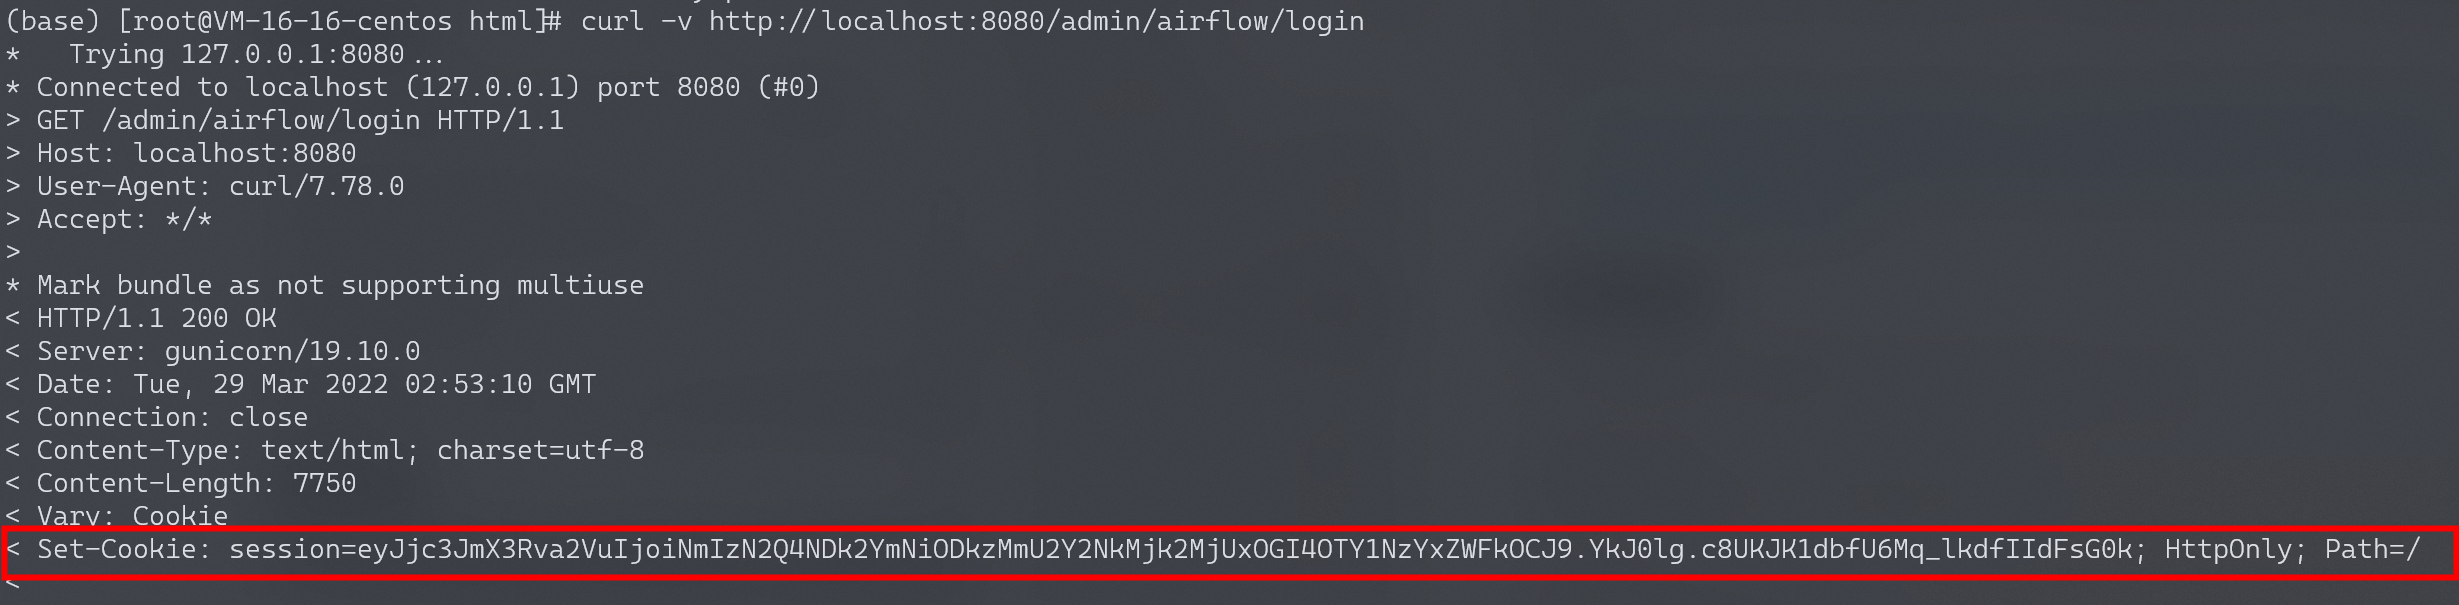 (base) [root@VM-16-16-centos html]# curl -v http://localhost:8080/admin/airflow/login
*   Trying 127.0.0.1:8080...
* Connected to localhost (127.0.0.1) port 8080 (#0)
> GET /admin/airflow/login HTTP/1.1
> Host: localhost:8080
> User-Agent: curl/7.78.0
> Accept: */*
>
* Mark bundle as not supporting multiuse
< HTTP/1.1 200 OK
< Server: gunicorn/19.10.0
< Date: Tue, 29 Mar 2022 02:53:10 GMT
< Connection: close
< Content-Type: text/html; charset=utf-8
< Content-Length: 7750
< Vary: Cookie
< Set-Cookie: session=eyJjc3JmX3Rva2VuIjoiNmIzN2Q4NDk2YmNiODkzMmU2Y2NkMjk2MjUxOGI4OTY1NzYxZWFkOCJ9.YkJ0lg.c8UKJK1dbfU6Mq_lkdfIIdFsG0k; HttpOnly; Path=/
<